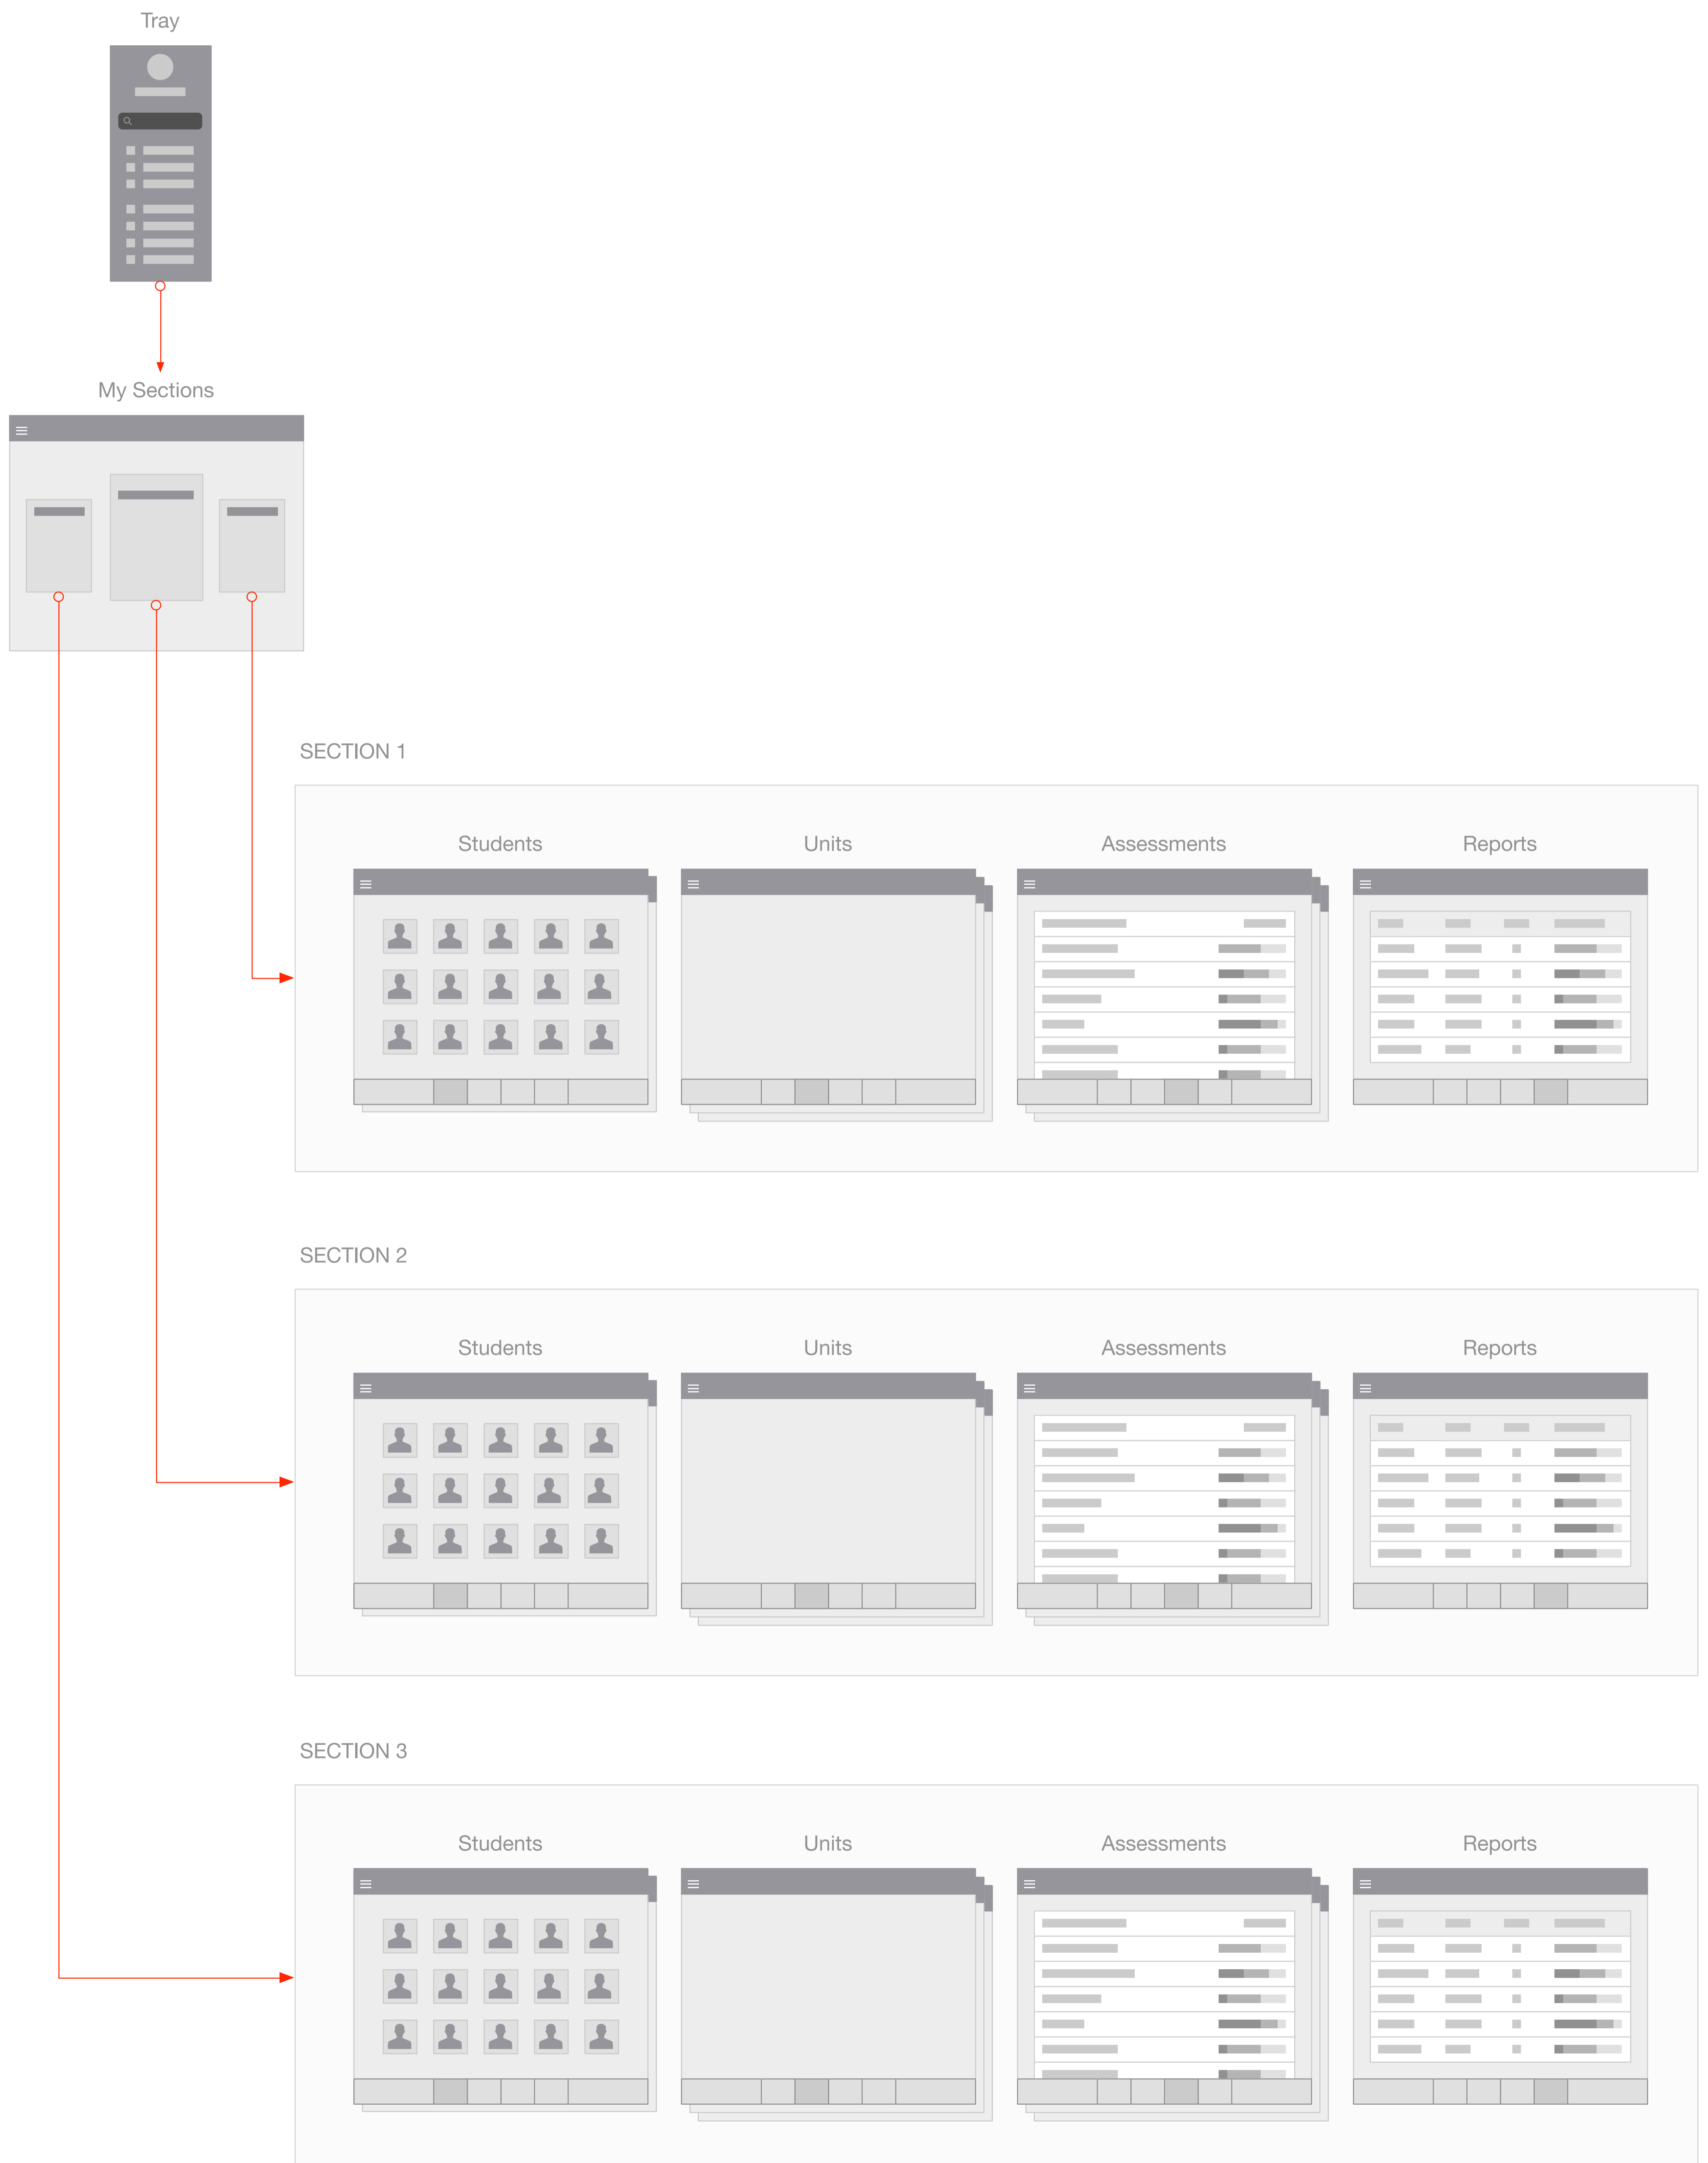 Tray
My Sections
SECTION 1
Students
Units
Assessments
Reports
SECTION 2
Students
Units
Assessments
Reports
SECTION 3
Students
Units
Assessments
Reports